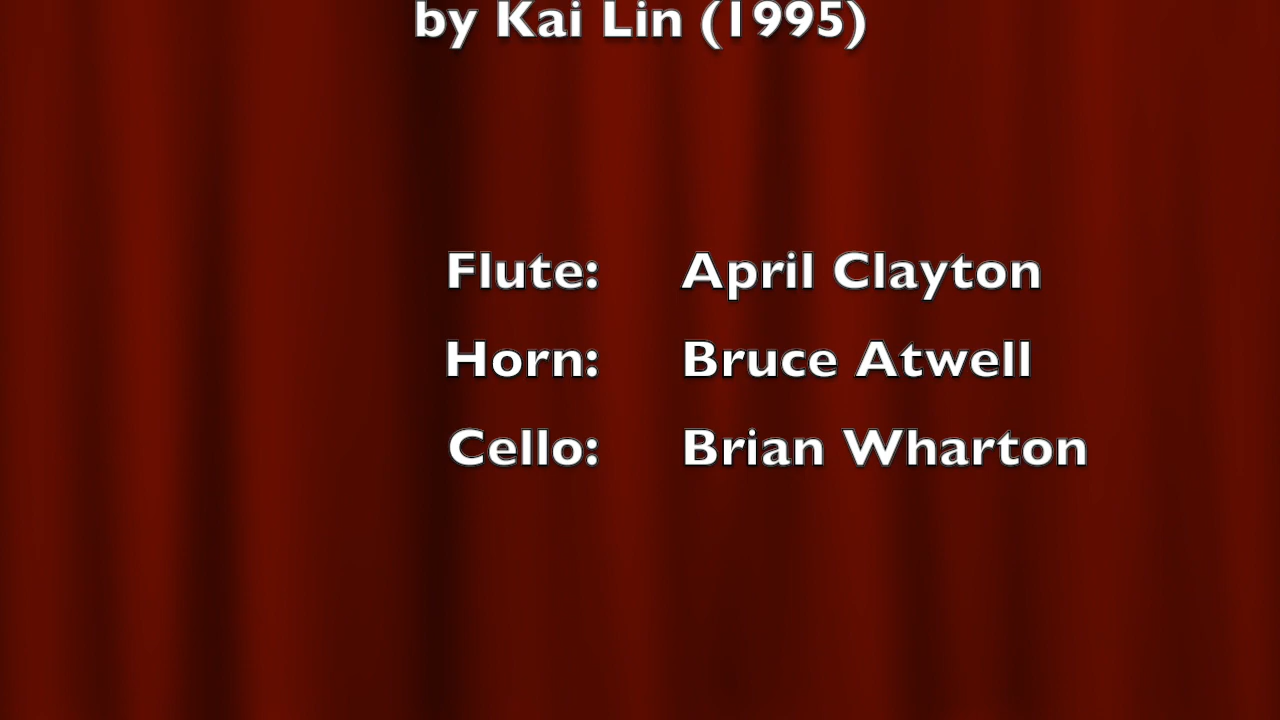 by Kai Lin (1995)
Flute: April Clayton
Horn: Bruce Atwell
Cello: Brian Wharton